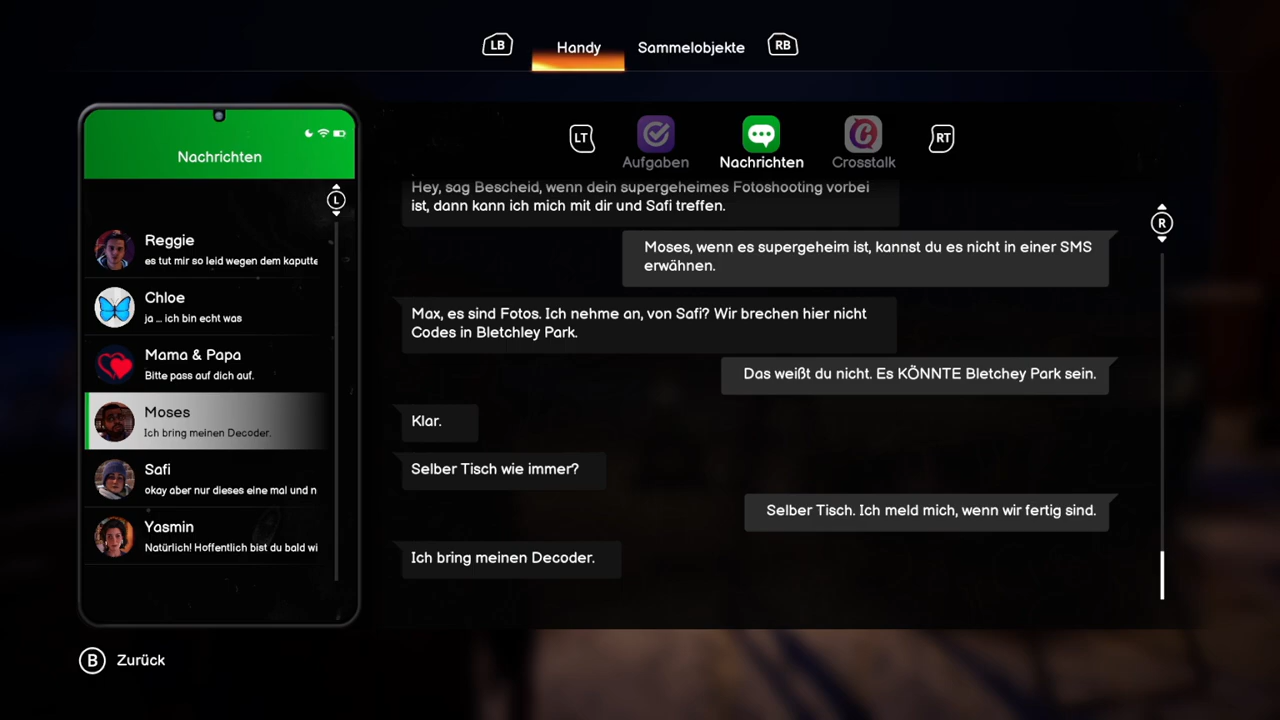 LB
Handy
Sammelobjekte
RB
Nachrichten
L
Reggie
es tut mir so leid wegen dem kaputte
Chloe
ja ... ich bin echt was
Mama & Papa
Bitte pass auf dich auf.
Moses
Ich bring meinen Decoder.
Safi
okay aber nur dieses eine mal und n
Yasmin
Natürlich! Hoffentlich bist du bald wi
LT
Aufgaben
Nachrichten
Crosstalk
RT
R
Hey, sag Bescheid, wenn dein supergeheimes Fotoshooting vorbei
ist, dann kann ich mich mit dir und Safi treffen.
Moses, wenn es supergeheim ist, kannst du es nicht in einer SMS
erwähnen.
Max, es sind Fotos. Ich nehme an, von Safi? Wir brechen hier nicht
Codes in Bletchley Park.
Das weißt du nicht. Es KÖNNTE Bletchey Park sein.
Klar.
Selber Tisch wie immer?
Selber Tisch. Ich meld mich, wenn wir fertig sind.
Ich bring meinen Decoder.
B
Zurück